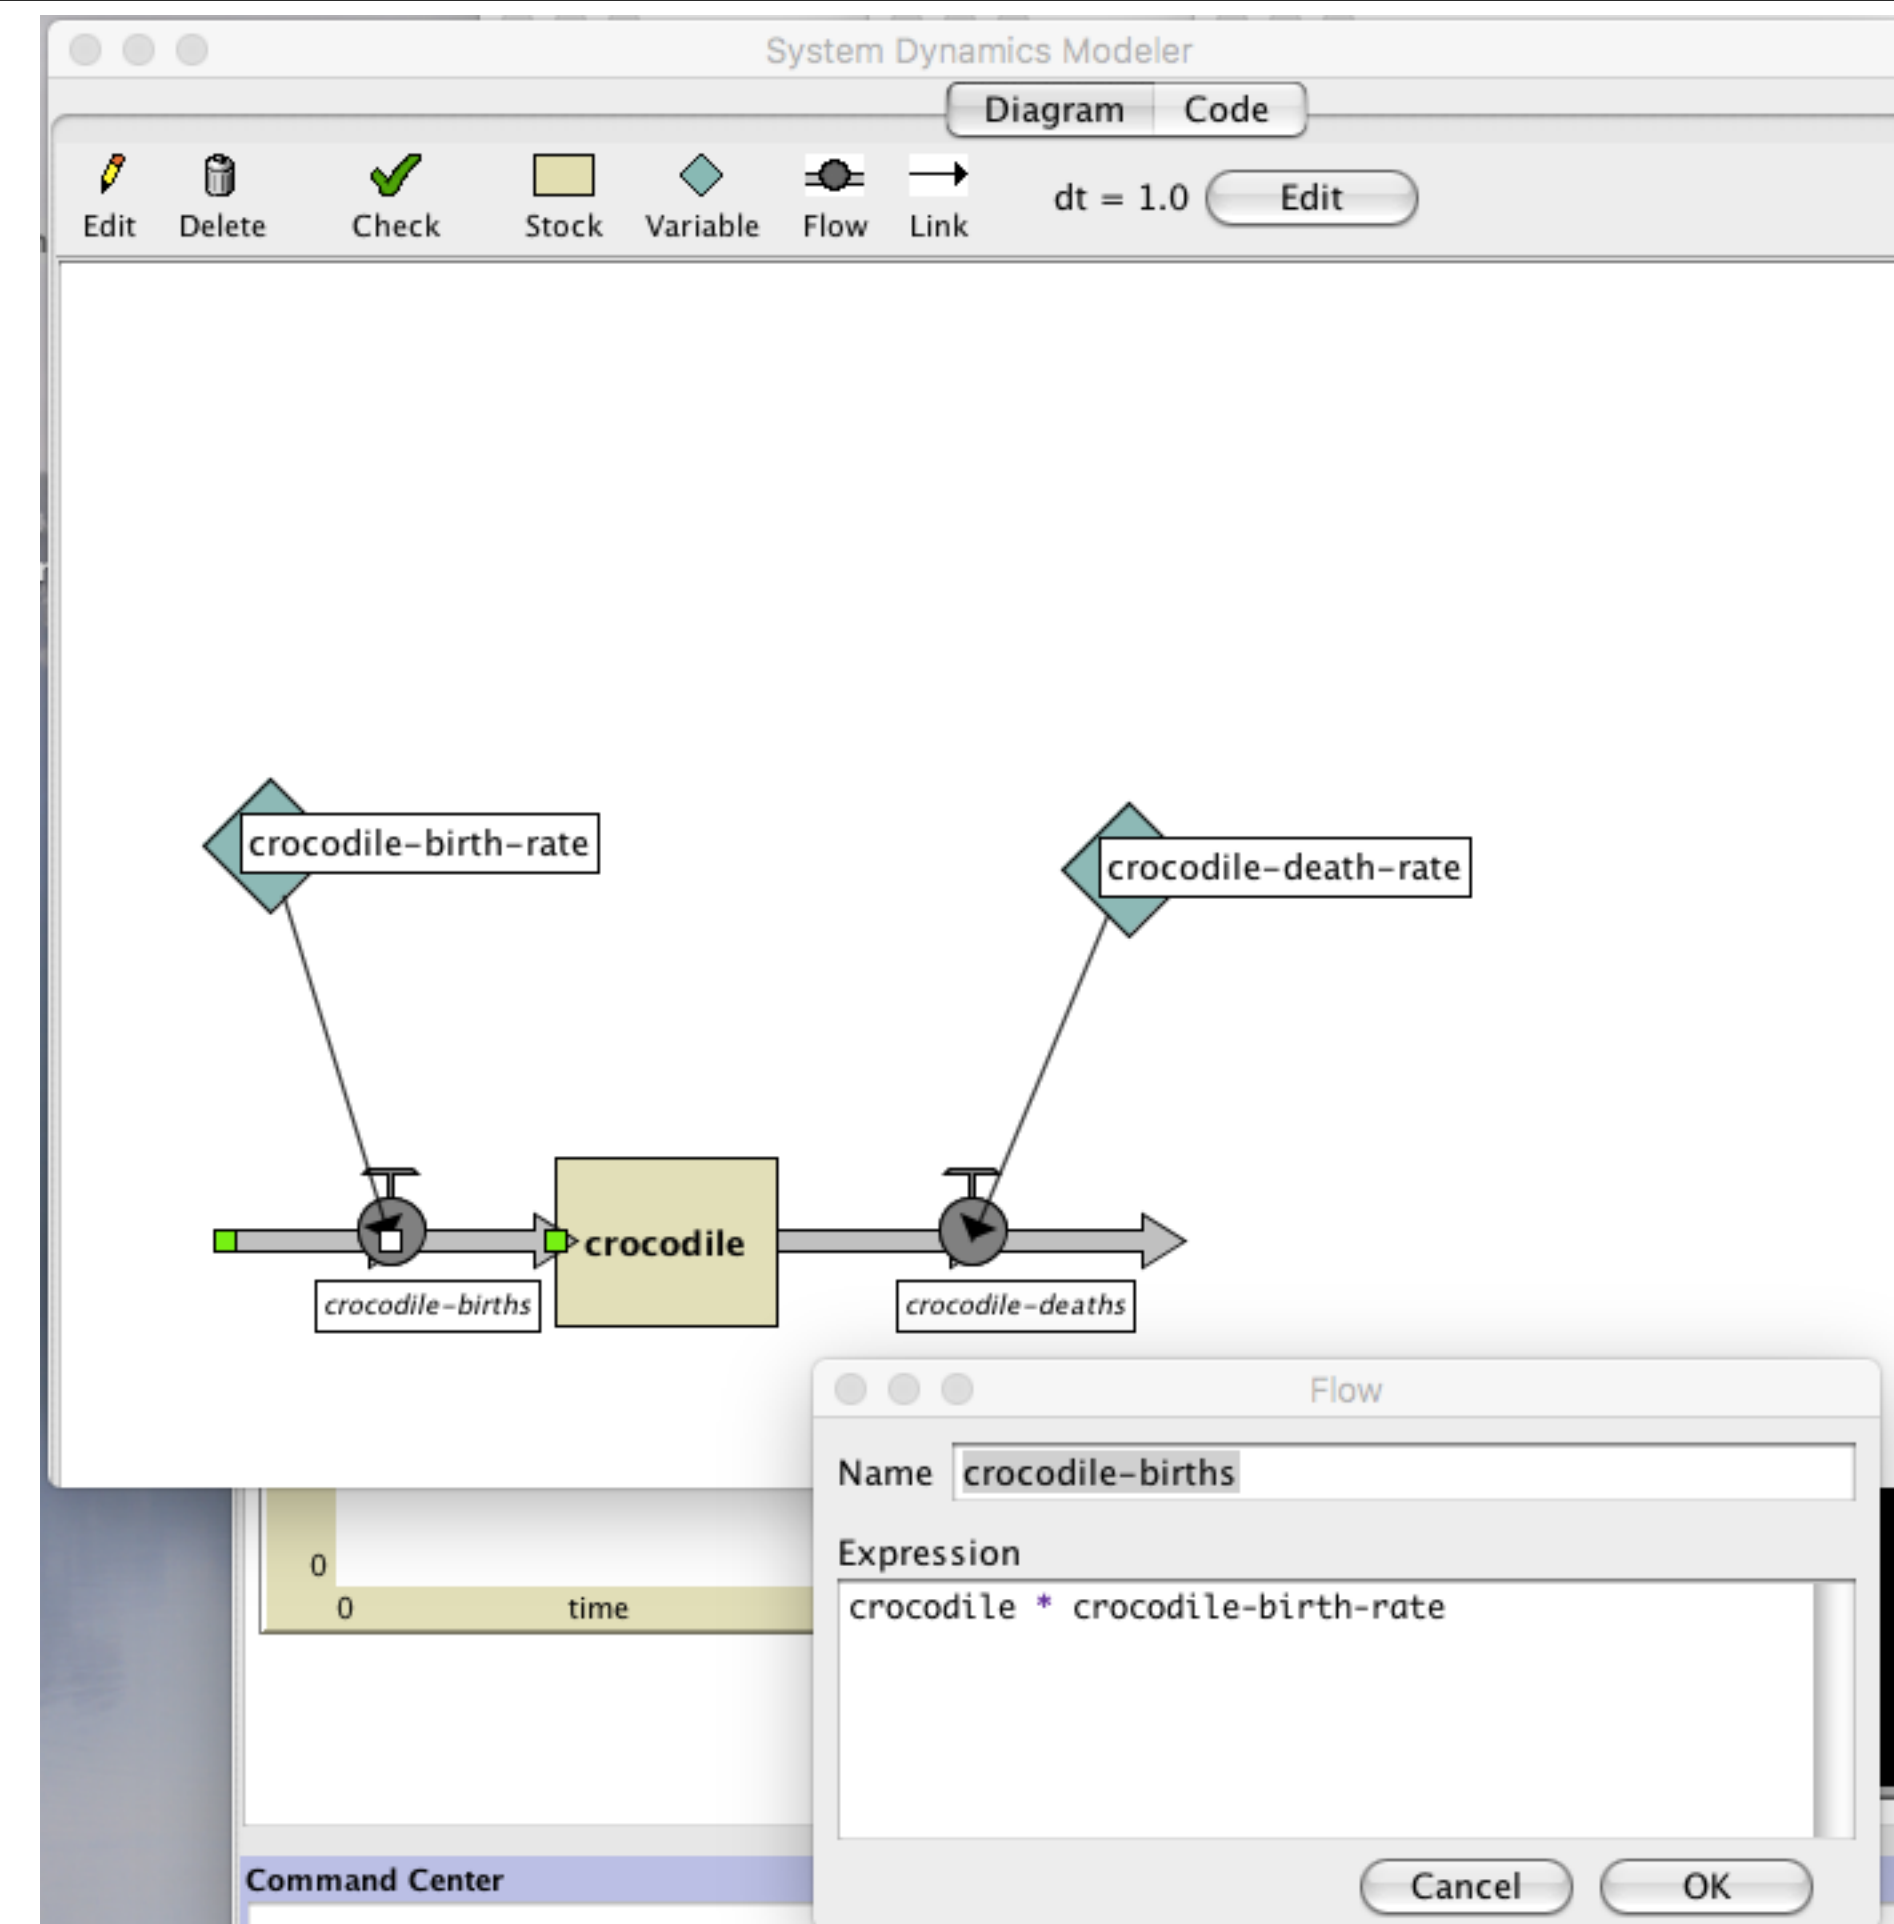 System Dynamics Modeler
Diagram Code
Edit Delete Check Stock Variable Flow Link dt = 1.0 Edit
crocodile-birth-rate
crocodile-death-rate
crocodile
crocodile-births
crocodile-deaths
Flow
Name crocodile-births
Expression
crocodile * crocodile-birth-rate
0
0 time
Cancel OK
Command Center